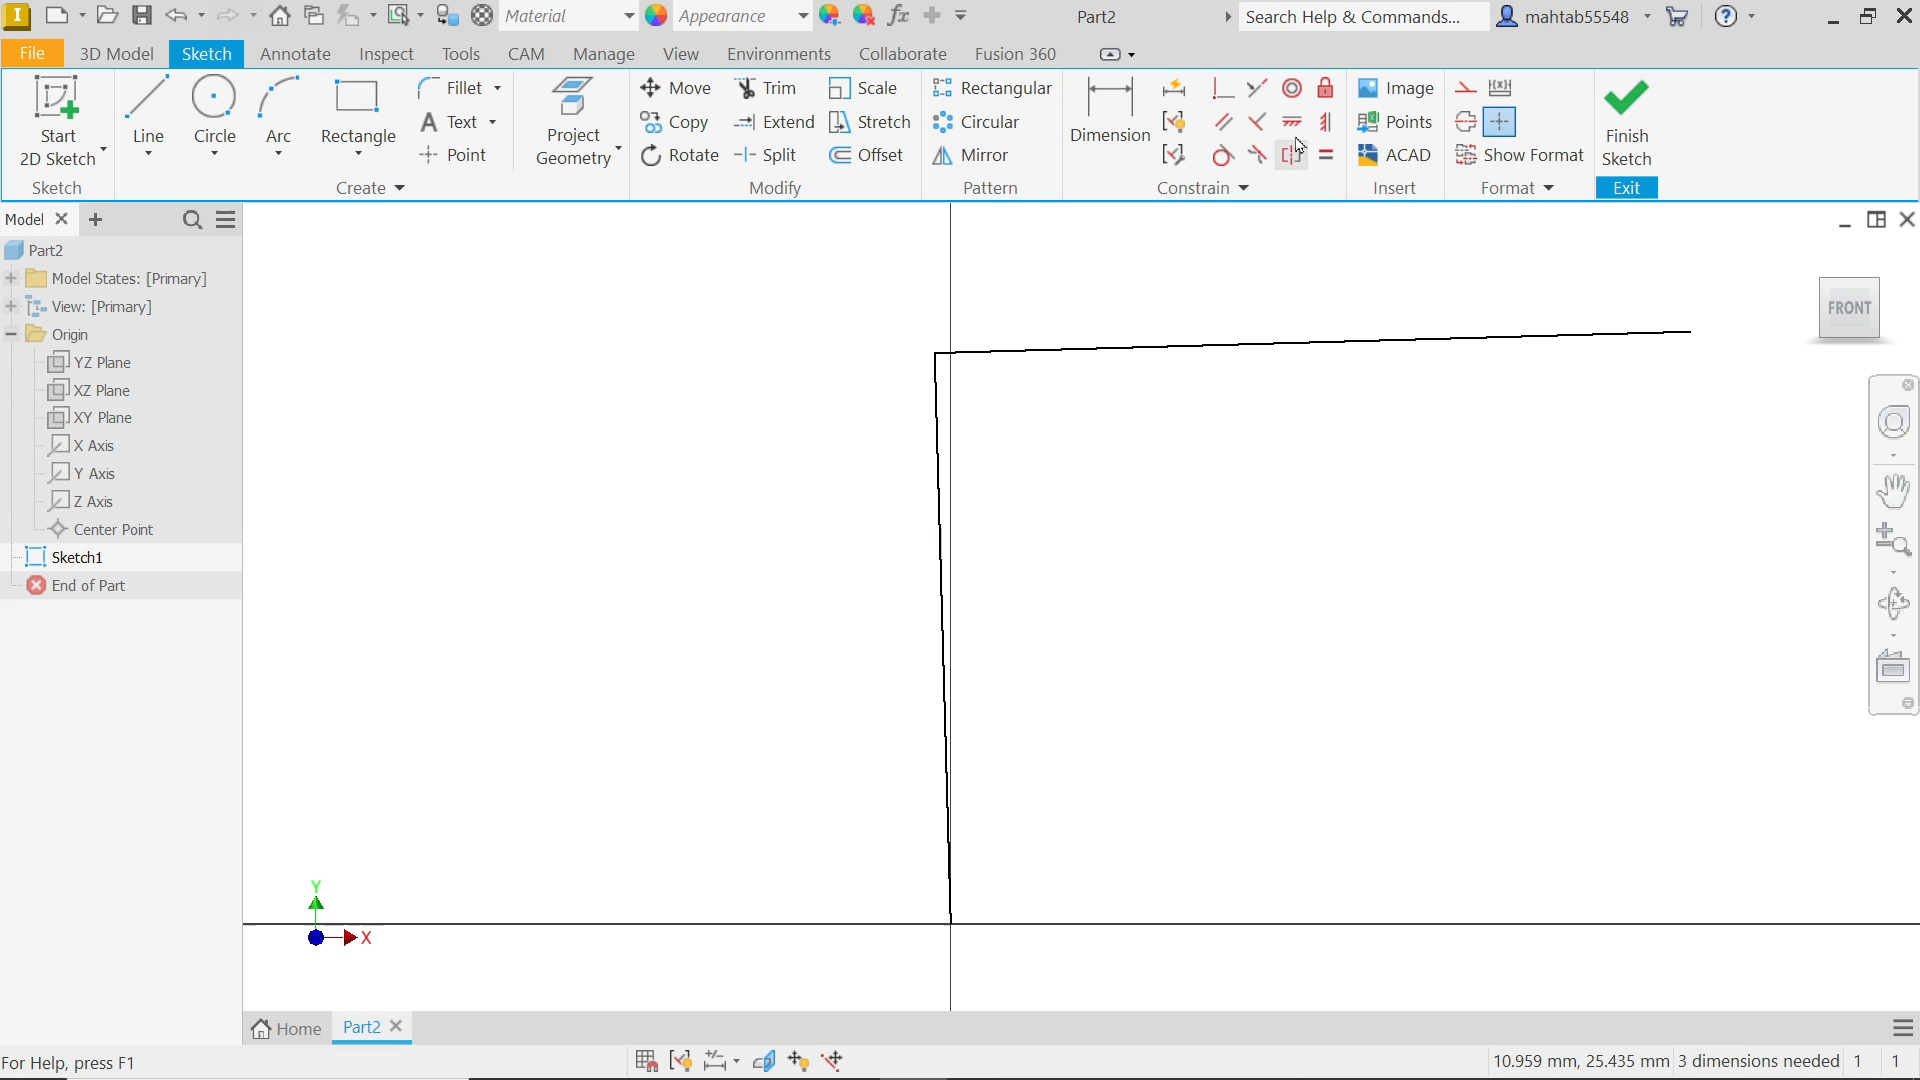 I Material Appearance fx Part2 Search Help & Commands... mahtab55548 ?
File 3D Model Sketch Annotate Inspect Tools CAM Manage View Environments Collaborate Fusion 360
Start 2D Sketch
Line
Circle
Arc
Rectangle
Fillet
Text
Point
Project Geometry
Move
Copy
Rotate
Trim
Extend
Split
Scale
Stretch
Offset
Rectangular
Circular
Mirror
Dimension
Image
Points
ACAD
Show Format
Finish Sketch
Sketch Create Modify Pattern Constrain Insert Format Exit
Model
Part2
Model States: [Primary]
View: [Primary]
Origin
YZ Plane
XZ Plane
XY Plane
X Axis
Y Axis
Z Axis
Center Point
Sketch1
End of Part
FRONT
Y
X
Home Part2
For Help, press F1 10.959 mm, 25.435 mm 3 dimensions needed 1 1